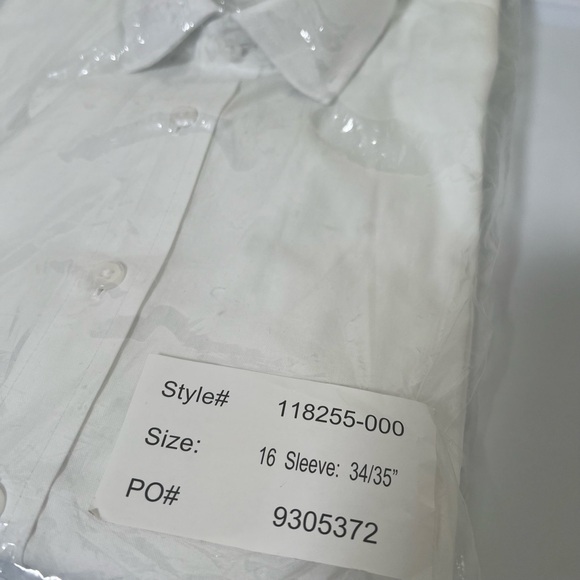 Style# 118255-000
Size: 16 Sleeve: 34/35”
PO# 9305372